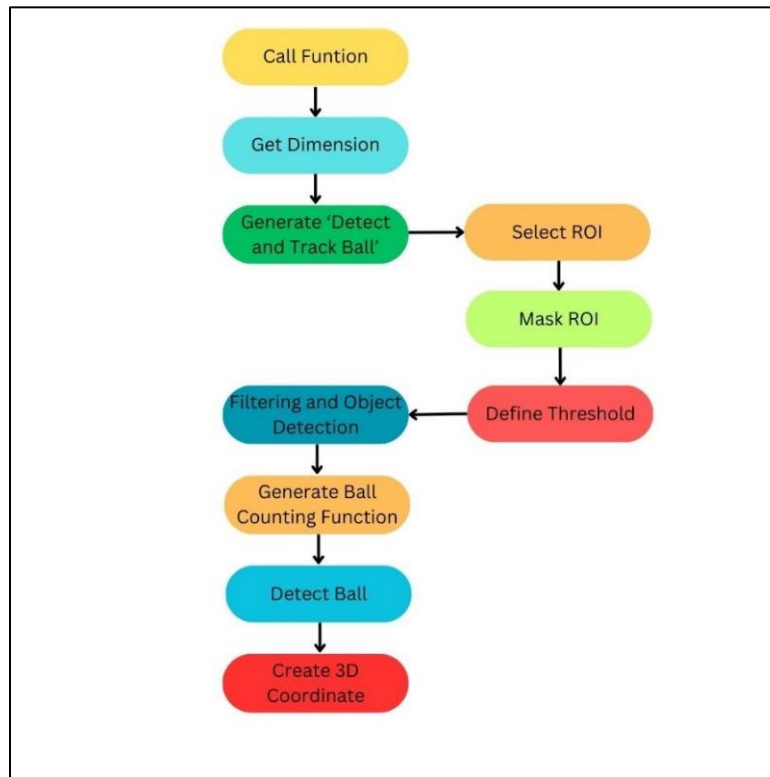 Call Funtion
Get Dimension
Generate ‘Detect
and Track Ball’
Select ROI
Mask ROI
Define Threshold
Filtering and Object
Detection
Generate Ball
Counting Function
Detect Ball
Create 3D
Coordinate